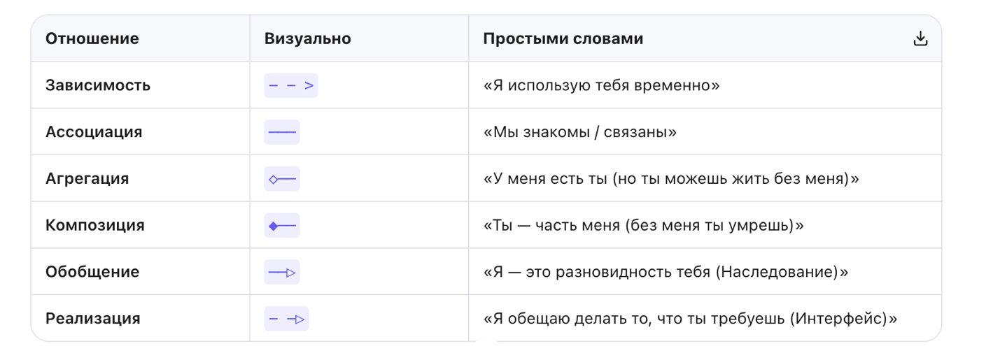 Отношение Визуально Простыми словами
Зависимость – – > «Я использую тебя временно»
Ассоциация ─── «Мы знакомы / связаны»
Агрегация ◇── «У меня есть ты (но ты можешь жить без меня)»
Композиция ◆── «Ты — часть меня (без меня ты умрешь)»
Обобщение ──▷ «Я — это разновидность тебя (Наследование)»
Реализация – –▷ «Я обещаю делать то, что ты требуешь (Интерфейс)»